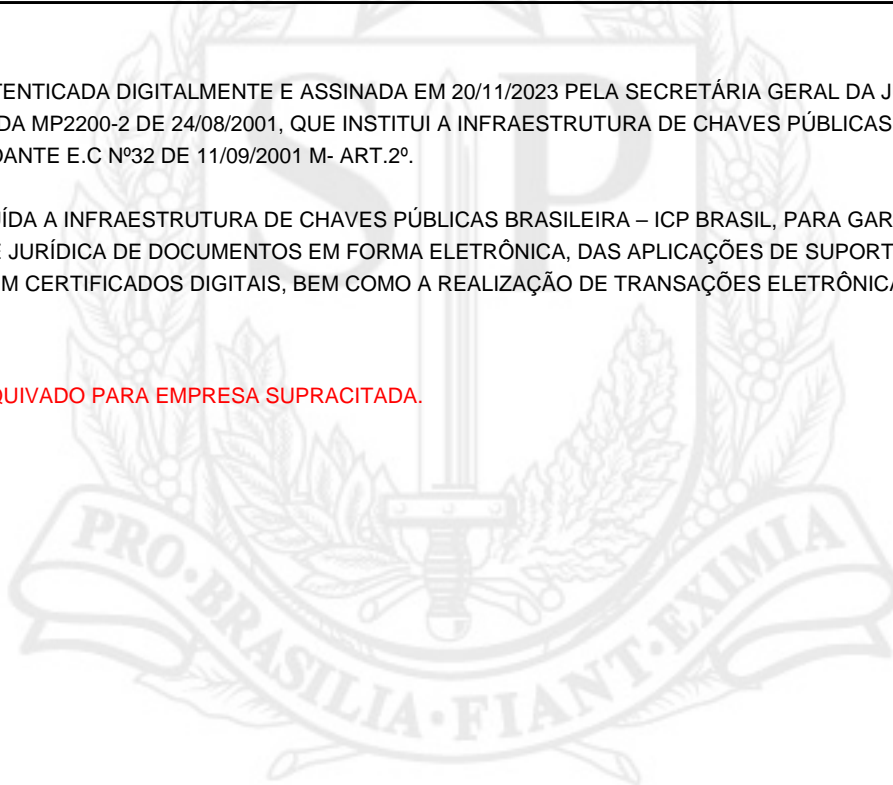 TENTICADA DIGITALMENTE E ASSINADA EM 20/11/2023 PELA SECRETÁRIA GERAL DA J
DA MP2200-2 DE 24/08/2001, QUE INSTITUI A INFRAESTRUTURA DE CHAVES PÚBLICAS
DANTE E.C Nº32 DE 11/09/2001 M- ART.2º.
ÍDA A INFRAESTRUTURA DE CHAVES PÚBLICAS BRASILEIRA – ICP BRASIL, PARA GAR
E JURÍDICA DE DOCUMENTOS EM FORMA ELETRÔNICA, DAS APLICAÇÕES DE SUPORT
M CERTIFICADOS DIGITAIS, BEM COMO A REALIZAÇÃO DE TRANSAÇÕES ELETRÔNICA
QUIVADO PARA EMPRESA SUPRACITADA.
SP
PRO·BRASILIA·FIANT·EXIMIA